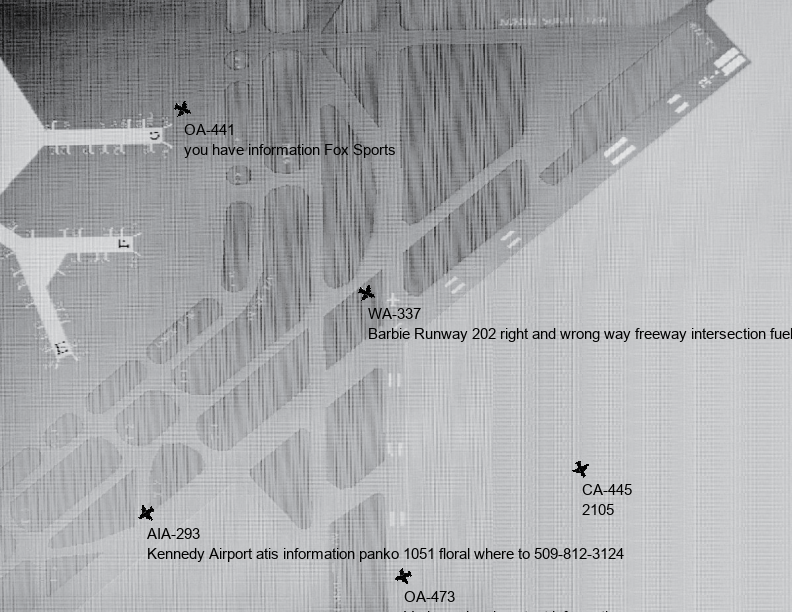 OA-441
you have information Fox Sports
WA-337
Barbie Runway 202 right and wrong way freeway intersection fuel
CA-445
2105
AIA-293
Kennedy Airport atis information panko 1051 floral where to 509-812-3124
OA-473